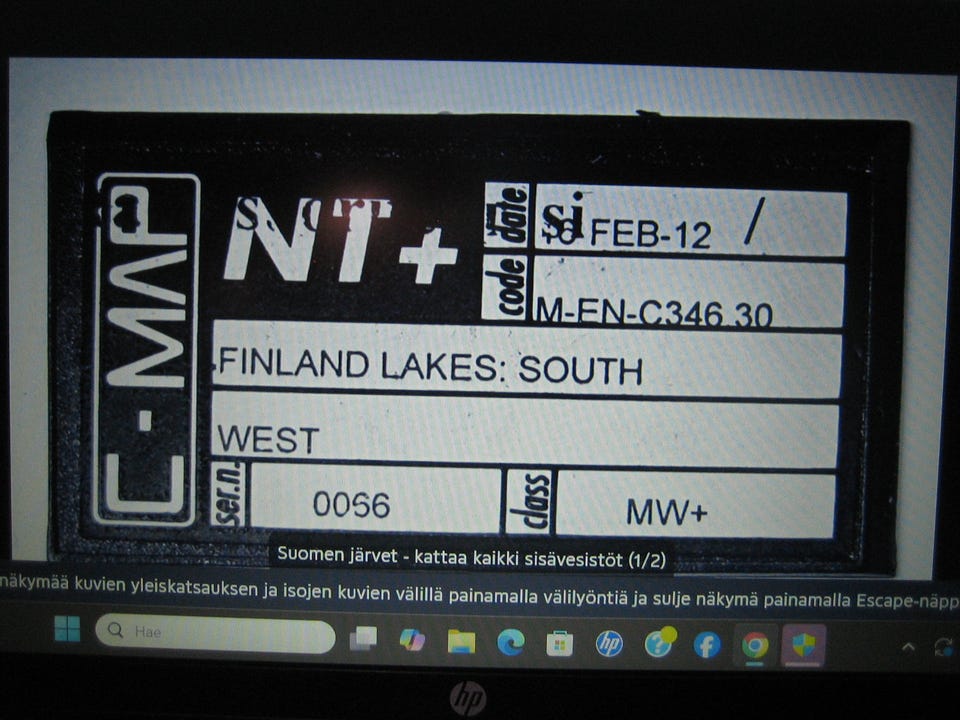 C-MAP
NT+
date
FEB-12 /
code
M-EN-C346.30
FINLAND LAKES: SOUTH
WEST
ser.n.
class
MW+
Suomen järvet - kattaa kaikki sisävesistöt (1/2)
näkymää kuvien yleiskatsauksen ja isojen kuvien välillä painamalla välilyöntiä ja sulje näkymä painamalla Escape-näpp
Hae
hp
hp